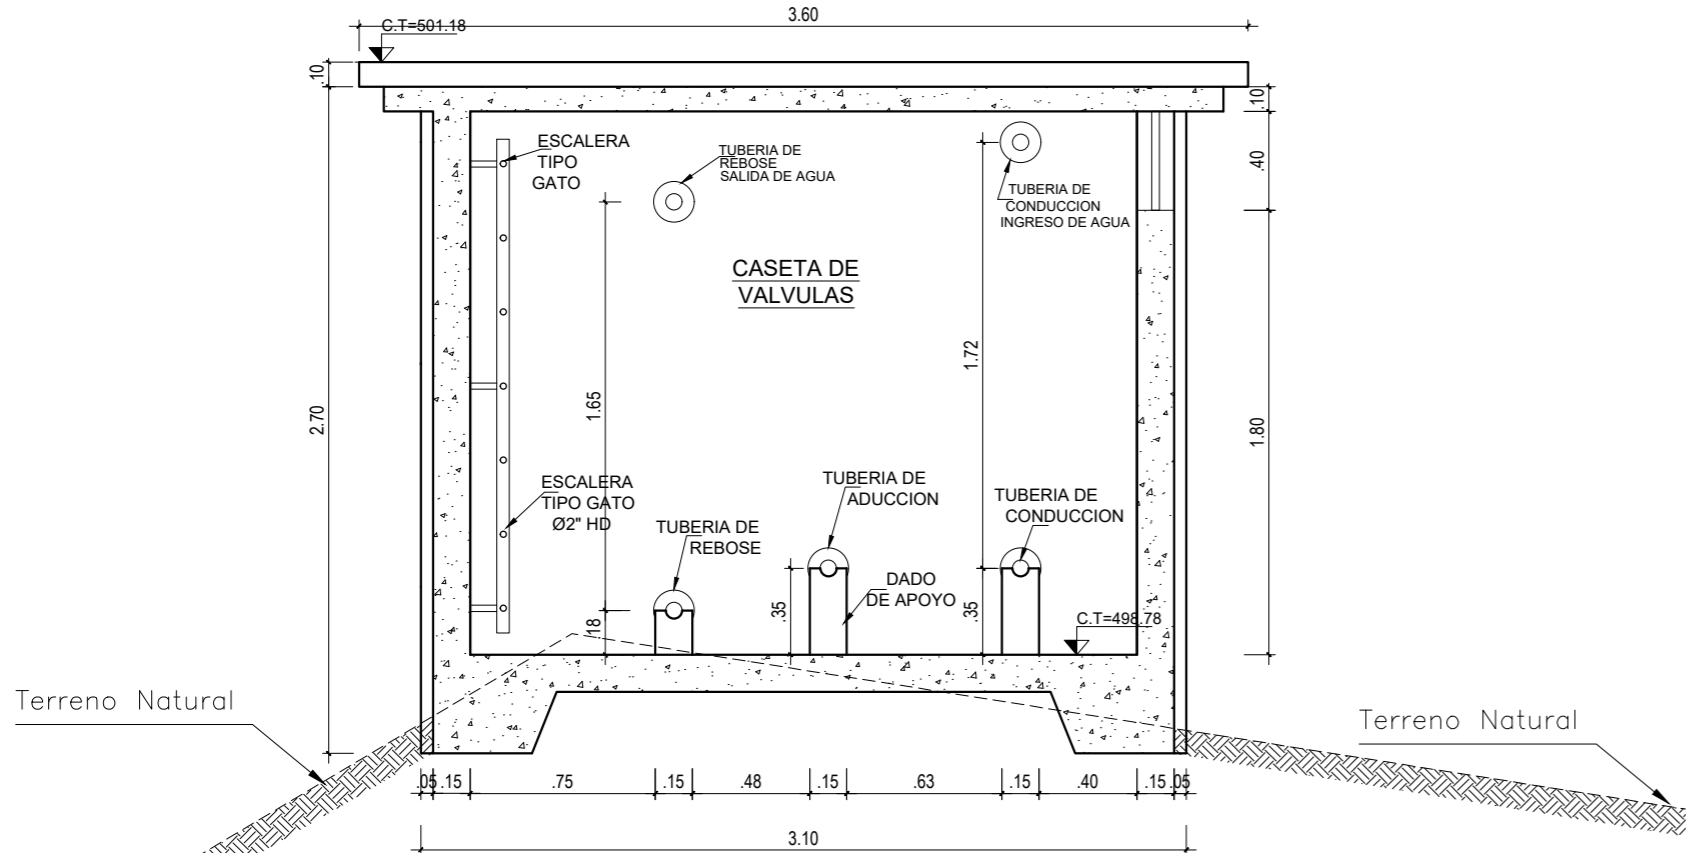 3.60
C.T=501.18
.10
.10
ESCALERA
TIPO
GATO
TUBERIA DE
REBOSE
SALIDA DE AGUA
.40
TUBERIA DE
CONDUCCION
INGRESO DE AGUA
CASETA DE
VALVULAS
1.72
1.65
2.70
1.80
ESCALERA
TIPO GATO
Ø2" HD
TUBERIA DE
ADUCCION
TUBERIA DE
CONDUCCION
TUBERIA DE
REBOSE
DADO
DE APOYO
.35
.35
.18
C.T=498.78
Terreno Natural
Terreno Natural
.05 .15 .75 .15 .48 .15 .63 .15 .40 .15 .05
3.10